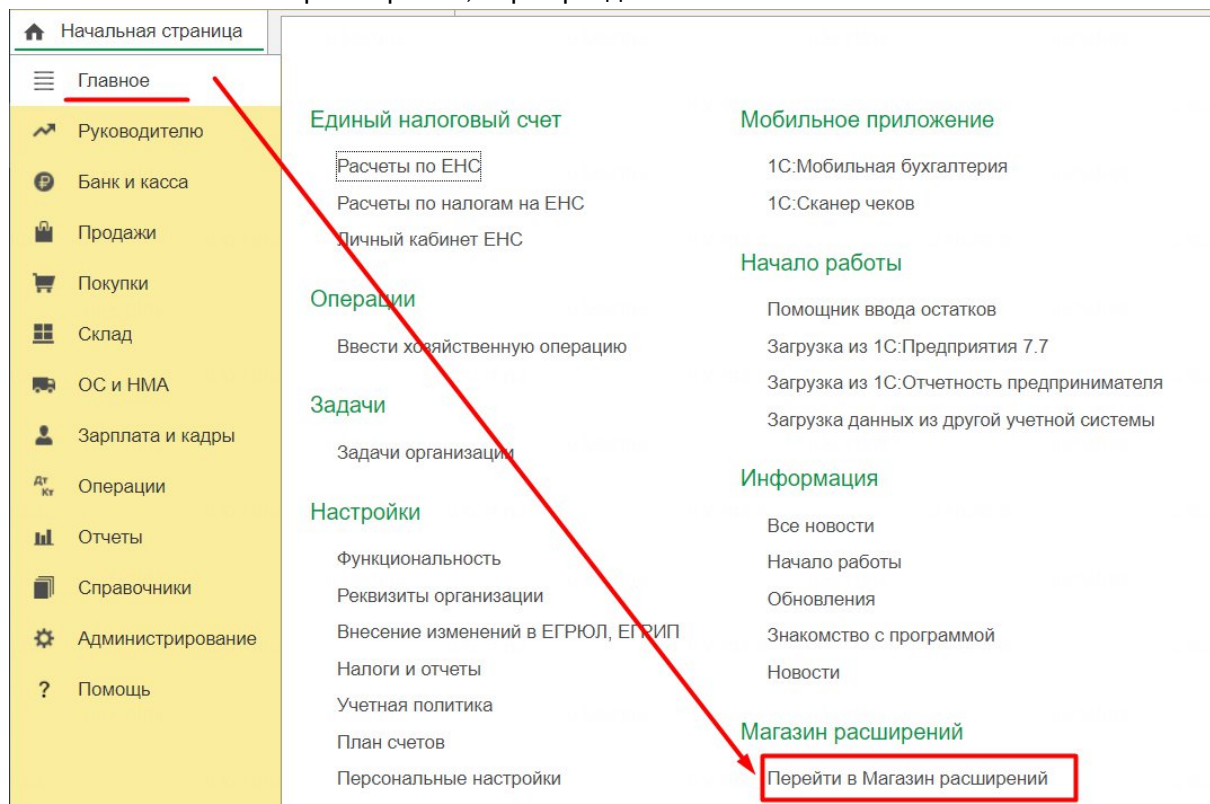 Начальная страница
Главное
Руководителю
Банк и касса
Продажи
Покупки
Склад
ОС и НМА
Зарплата и кадры
Дт Кт Операции
Отчеты
Справочники
Администрирование
? Помощь
Единый налоговый счет
Расчеты по ЕНС
Расчеты по налогам на ЕНС
Личный кабинет ЕНС
Операции
Ввести хозяйственную операцию
Задачи
Задачи организации
Настройки
Функциональность
Реквизиты организации
Внесение изменений в ЕГРЮЛ, ЕГРИП
Налоги и отчеты
Учетная политика
План счетов
Персональные настройки
Мобильное приложение
1С:Мобильная бухгалтерия
1С:Сканер чеков
Начало работы
Помощник ввода остатков
Загрузка из 1С:Предприятия 7.7
Загрузка из 1С:Отчетность предпринимателя
Загрузка данных из другой учетной системы
Информация
Все новости
Начало работы
Обновления
Знакомство с программой
Новости
Магазин расширений
Перейти в Магазин расширений